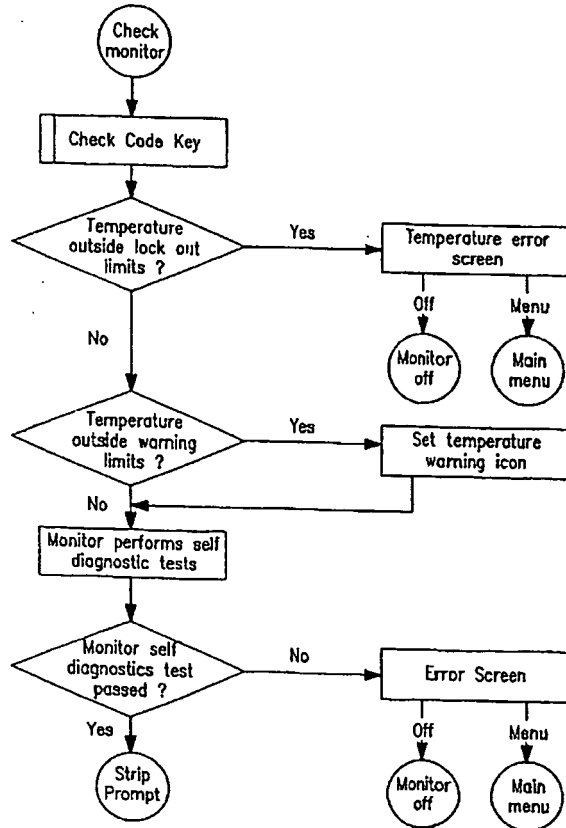 Check
monitor
Check Code Key
Temperature
outside lock out
limits ?
Yes
Temperature error
screen
No
Off
Menu
Monitor
off
Main
menu
Temperature
outside warning
limits ?
Yes
Set temperature
warning icon
No
Monitor performs self
diagnostic tests
Monitor self
diagnostics test
passed ?
No
Error Screen
Yes
Off
Menu
Strip
Prompt
Monitor
off
Main
menu